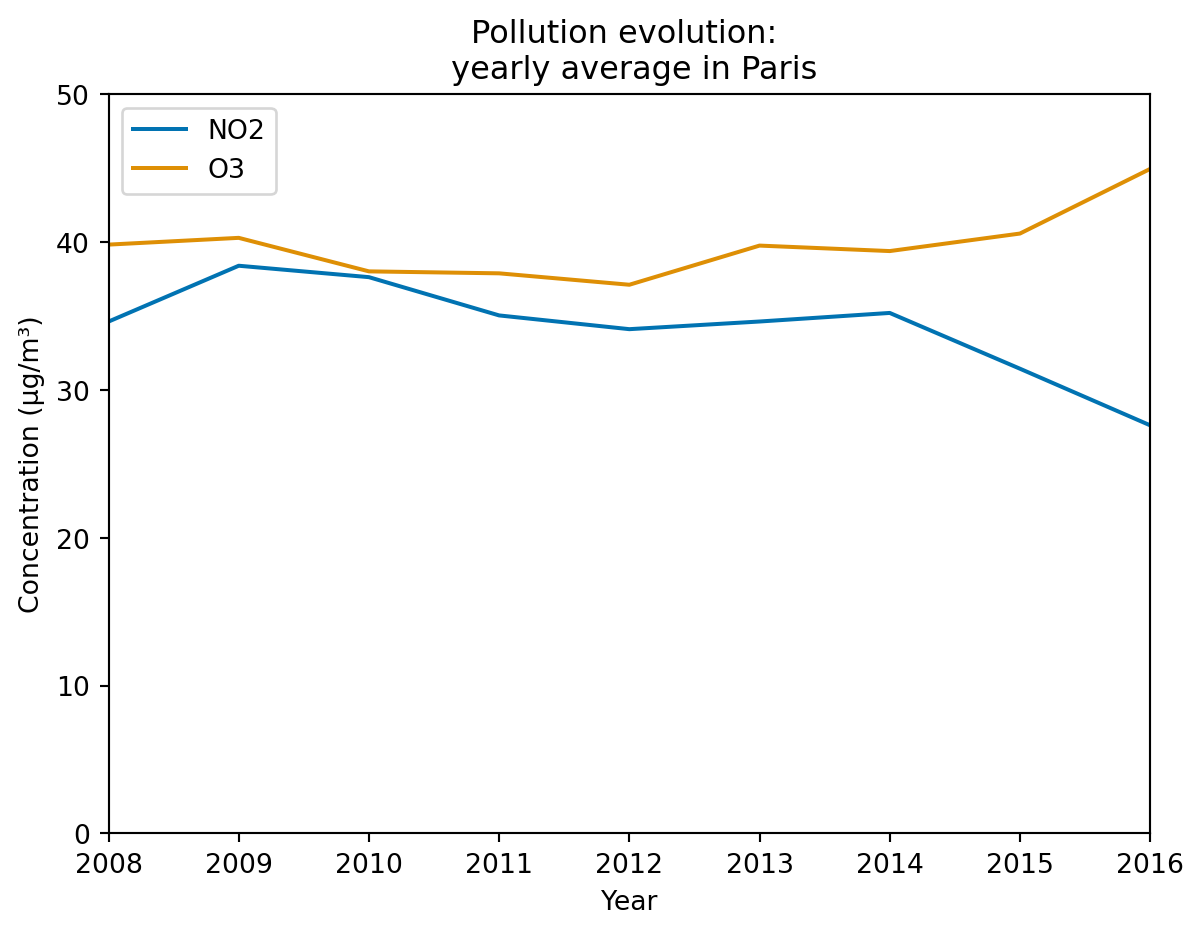 Pollution evolution:
yearly average in Paris
NO2
O3
Concentration (µg/m³)
50
40
30
20
10
0
2008 2009 2010 2011 2012 2013 2014 2015 2016
Year